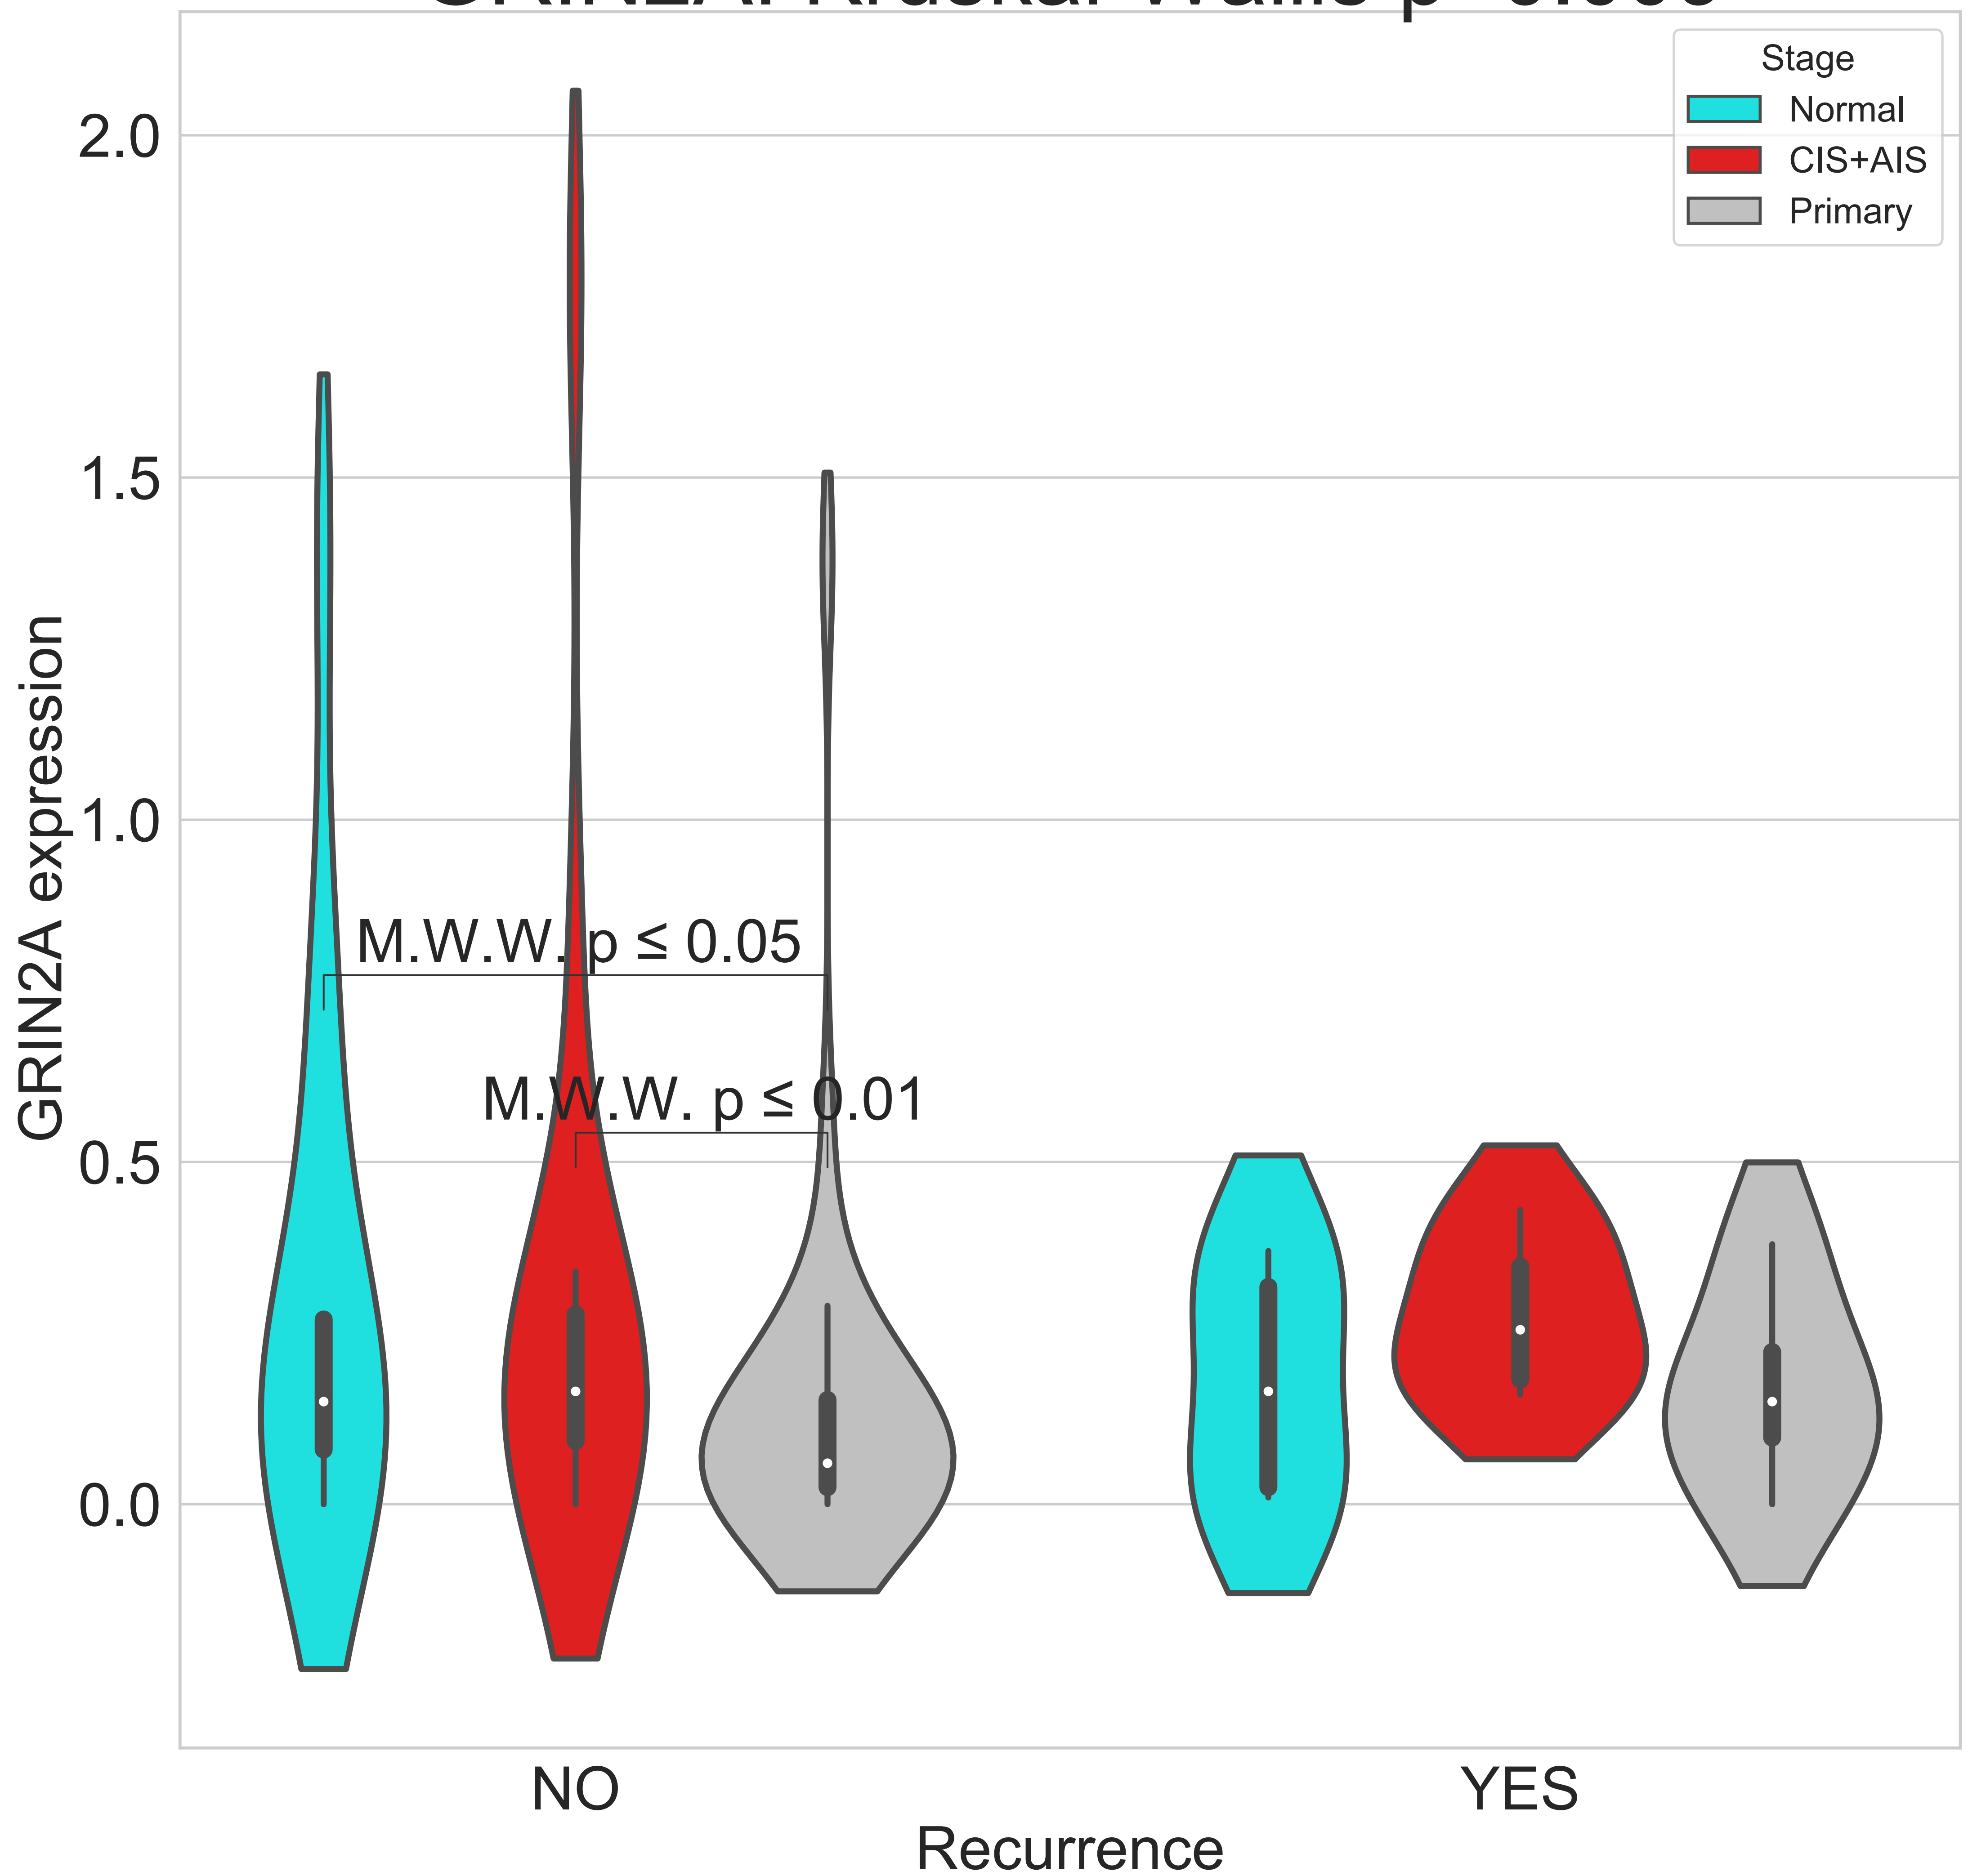 Stage
Normal
CIS+AIS
Primary
2.0
1.5
1.0
0.5
0.0
GRIN2A expression
M.W.W. p ≤ 0.05
M.W.W. p ≤ 0.01
NO
YES
Recurrence